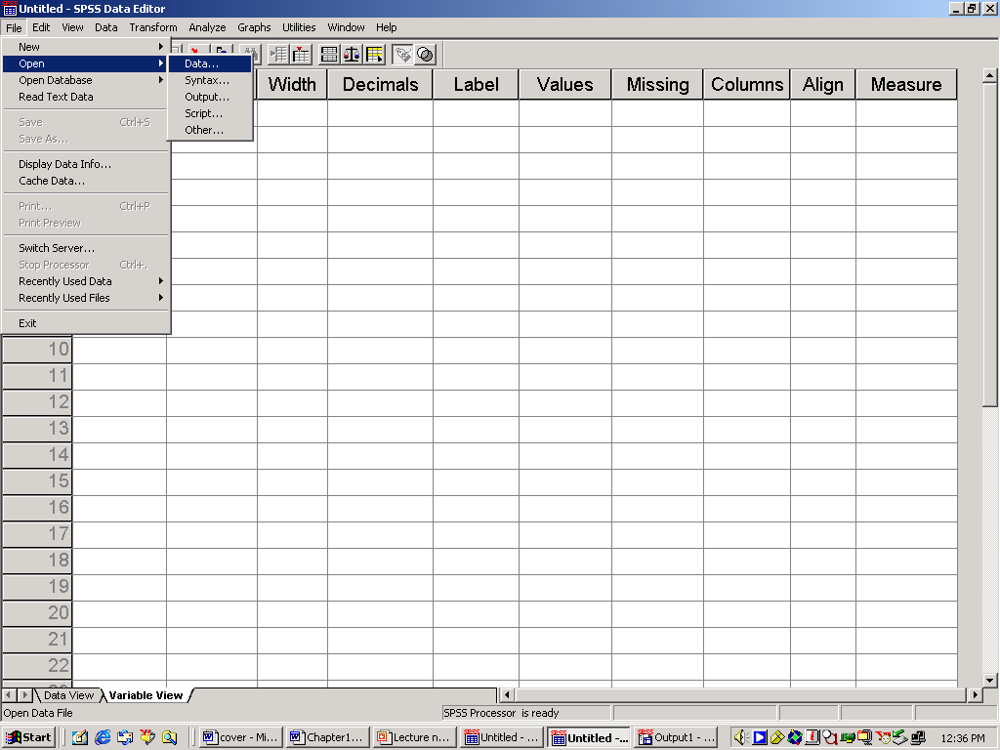 Untitled - SPSS Data Editor
File Edit View Data Transform Analyze Graphs Utilities Window Help
New
Open
Open Database
Read Text Data
Save Ctrl+S
Save As...
Display Data Info...
Cache Data...
Print... Ctrl+P
Print Preview
Switch Server...
Stop Processor Ctrl+.
Recently Used Data
Recently Used Files
Exit
Data...
Syntax...
Output...
Script...
Other...
Width Decimals Label Values Missing Columns Align Measure
10
11
12
13
14
15
16
17
18
19
20
21
22
Data View Variable View
Open Data File SPSS Processor is ready
Start cover - Mi... Chapter1... Lecture n... Untitled - ... Untitled -... Output1 - ... 12:36 PM